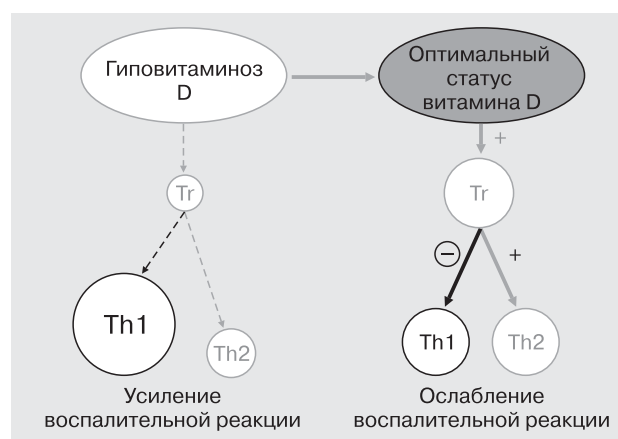 Гиповитаминоз
D
Оптимальный
статус
витамина D
+
Tr
Tr
−
+
Th1
Th2
Th1
Th2
Усиление
воспалительной реакции
Ослабление
воспалительной реакции